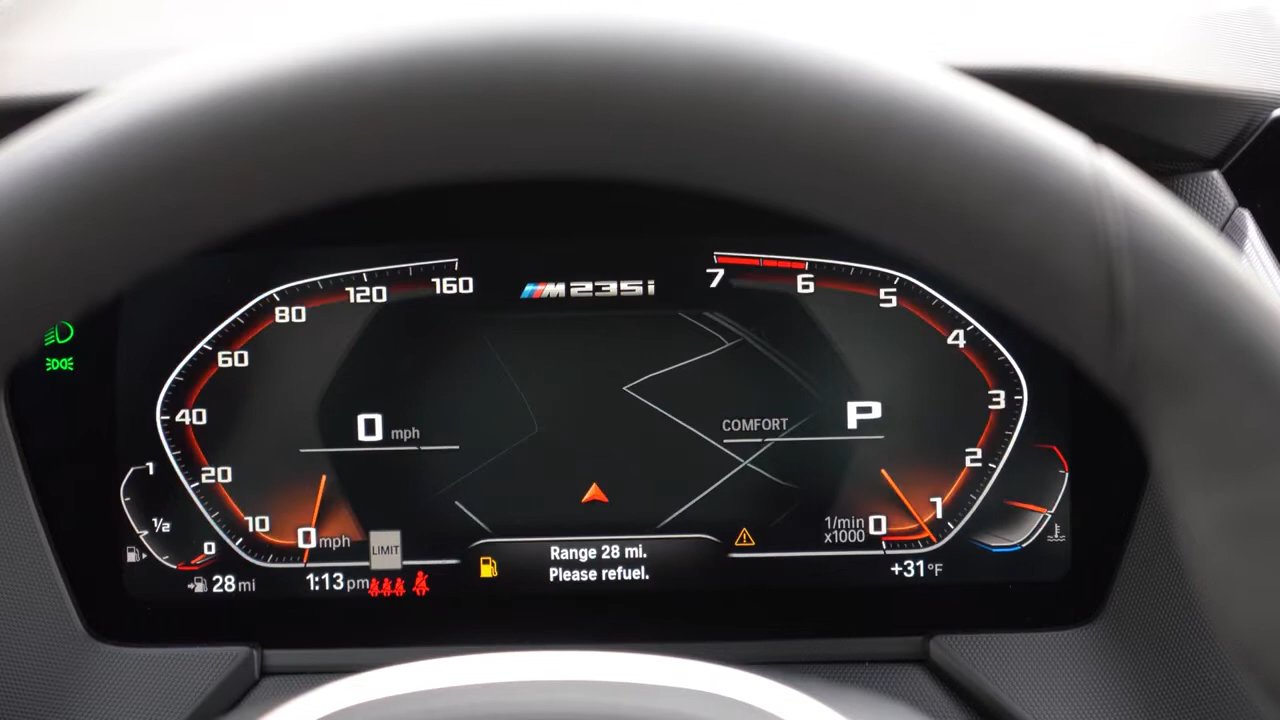 M235i
160
120
80
60
40
20
10
0 mph
7
6
5
4
3
2
1
0
1/min
x1000
0 mph
COMFORT
P
1
1/2
0
LIMIT
Range 28 mi.
Please refuel.
28 mi
1:13 pm
+31°F